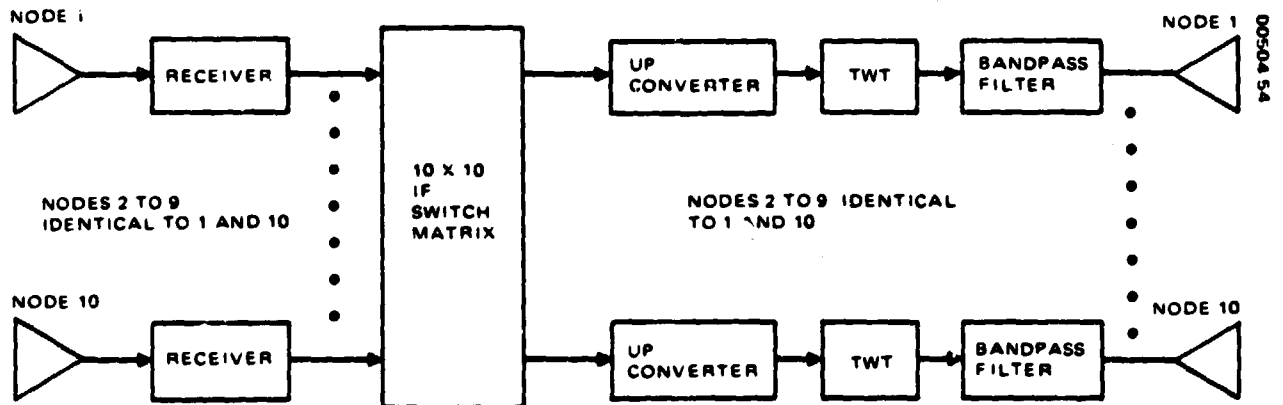 NODE i
RECEIVER
NODES 2 TO 9
IDENTICAL TO 1 AND 10
NODE 10
RECEIVER
10 X 10
IF
SWITCH
MATRIX
UP
CONVERTER
TWT
BANDPASS
FILTER
NODE 1
NODES 2 TO 9 IDENTICAL
TO 1 AND 10
UP
CONVERTER
TWT
BANDPASS
FILTER
NODE 10
D0504 54